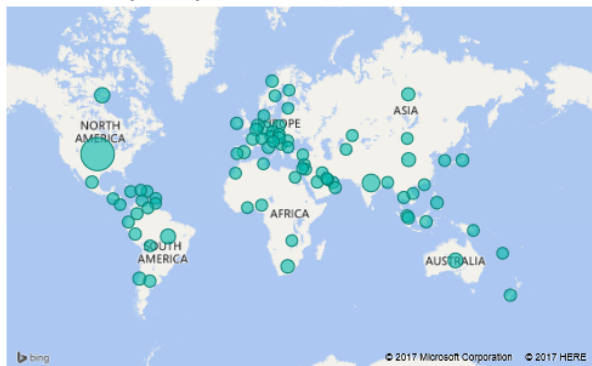 ASIA
EUROPE
NORTH
AMERICA
AFRICA
SOUTH
AMERICA
AUSTRALIA
bing
© 2017 Microsoft Corporation © 2017 HERE